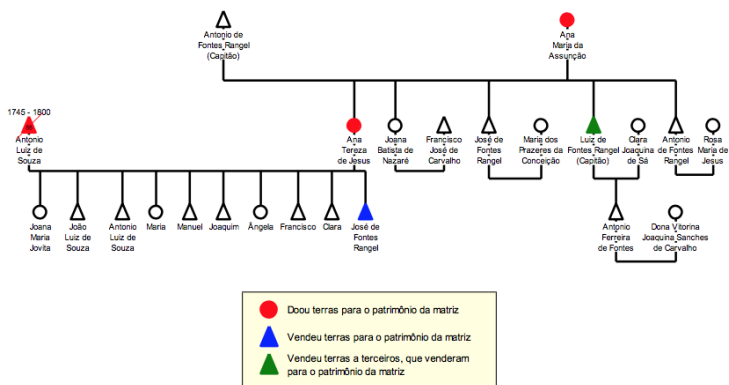 Antonio de
Fontes Rangel
(Capitão)
Ana
Maria da
Assunção
1745 - 1800
Antonio
Luiz de
Souza
Ana
Tereza
de Jesus
Joana
Batista de
Nazaré
Francisco
José de
Carvalho
José de
Fontes
Rangel
Maria dos
Prazeres da
Conceição
Luiz de
Fontes Rangel
(Capitão)
Clara
Joaquina
de Sá
Antonio
de Fontes
Rangel
Rosa
Maria de
Jesus
Joana
Maria
Jovita
João
Luiz de
Souza
Antonio
Luiz de
Souza
Maria
Manuel
Joaquim
Ângela
Francisco
Clara
José de
Fontes
Rangel
Antonio
Ferreira
de Fontes
Dona Vitorina
Joaquina Sanches
de Carvalho
Doou terras para o patrimônio da matriz
Vendeu terras para o patrimônio da matriz
Vendeu terras a terceiros, que venderam
para o patrimônio da matriz